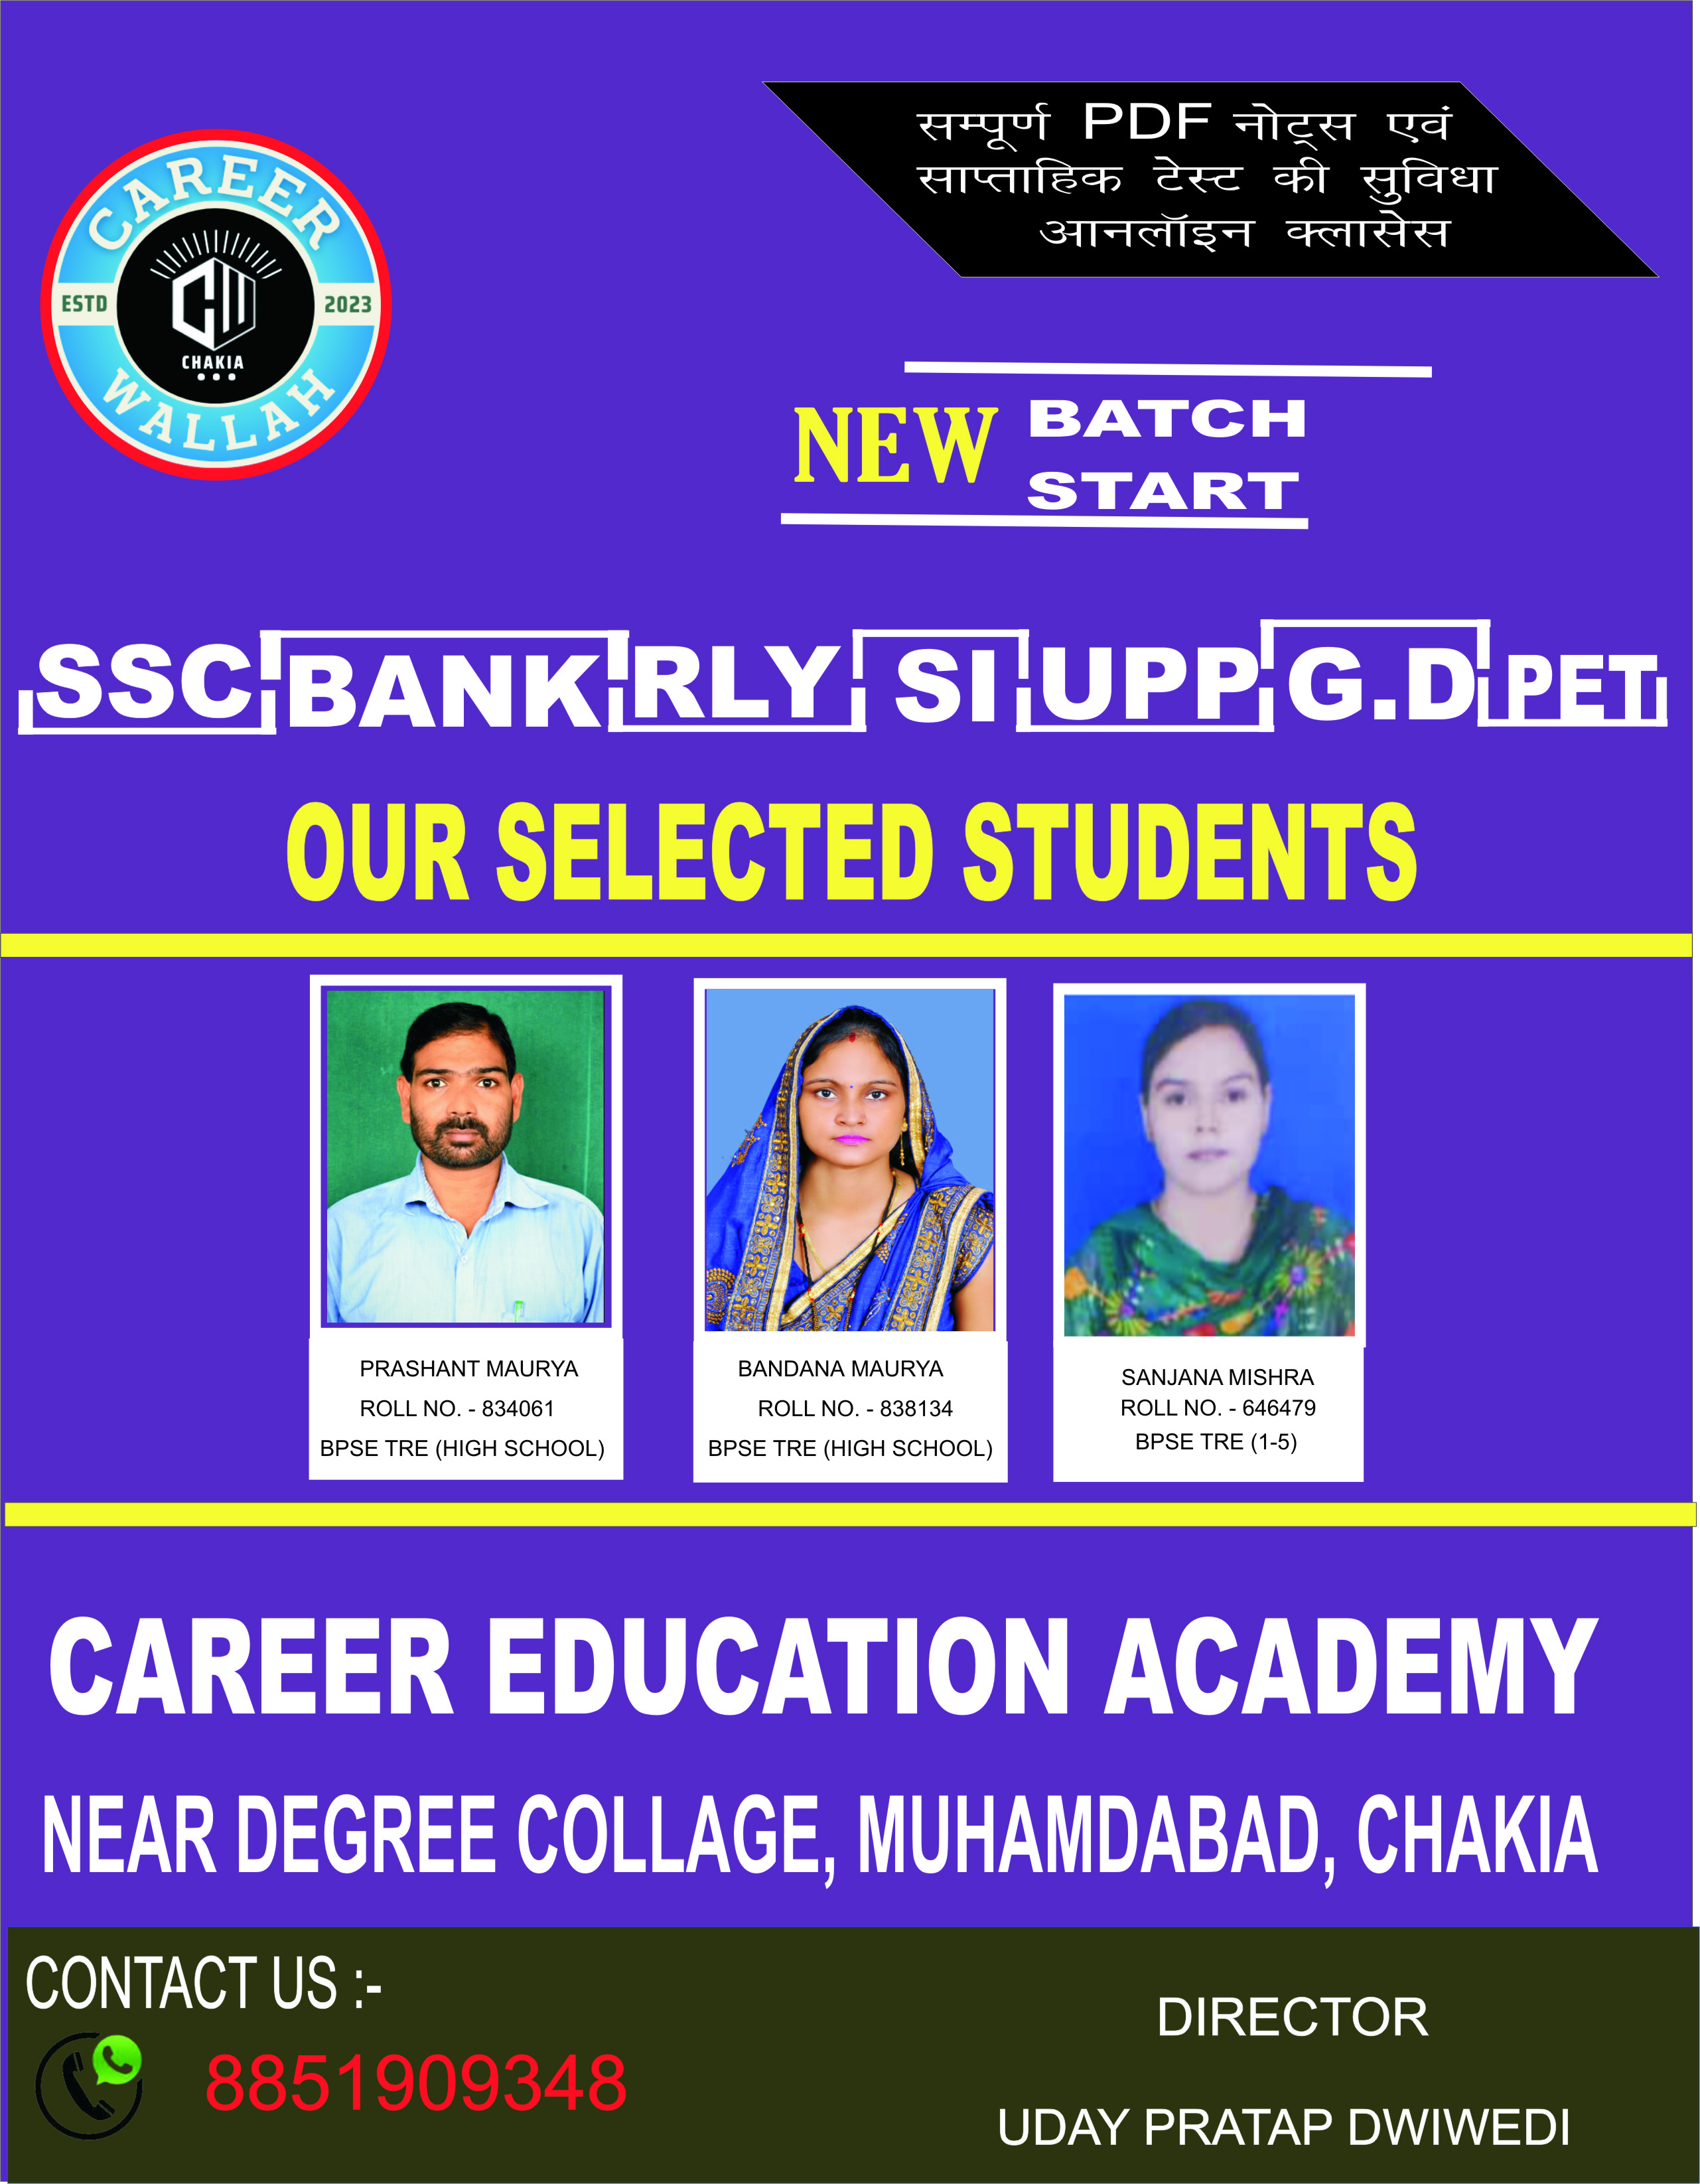 CAREER
ESTD 2023
CW
CHAKIA
WALLAH
सम्पूर्ण PDF नोट्स एवं
साप्ताहिक टेस्ट की सुविधा
आनलॉइन क्लासेस
NEW BATCH
START
SSC BANK RLY SI UPP G.D PET
OUR SELECTED STUDENTS
PRASHANT MAURYA
ROLL NO. - 834061
BPSE TRE (HIGH SCHOOL)
BANDANA MAURYA
ROLL NO. - 838134
BPSE TRE (HIGH SCHOOL)
SANJANA MISHRA
ROLL NO. - 646479
BPSE TRE (1-5)
CAREER EDUCATION ACADEMY
NEAR DEGREE COLLAGE, MUHAMDABAD, CHAKIA
CONTACT US :-
8851909348
DIRECTOR
UDAY PRATAP DWIWEDI